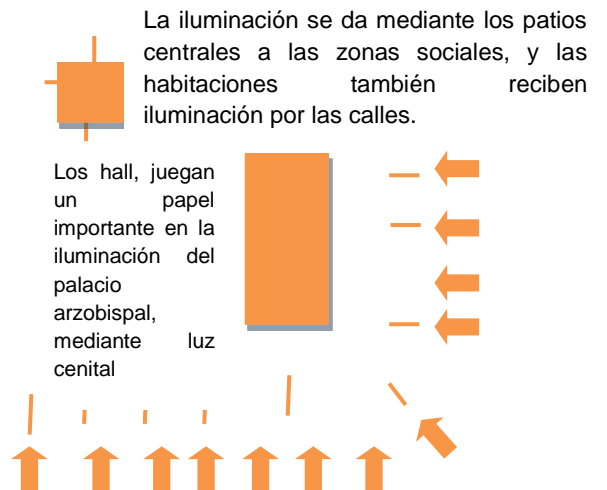 La iluminación se da mediante los patios
centrales a las zonas sociales, y las
habitaciones también reciben
iluminación por las calles.
Los hall, juegan
un papel
importante en la
iluminación del
palacio
arzobispal,
mediante luz
cenital